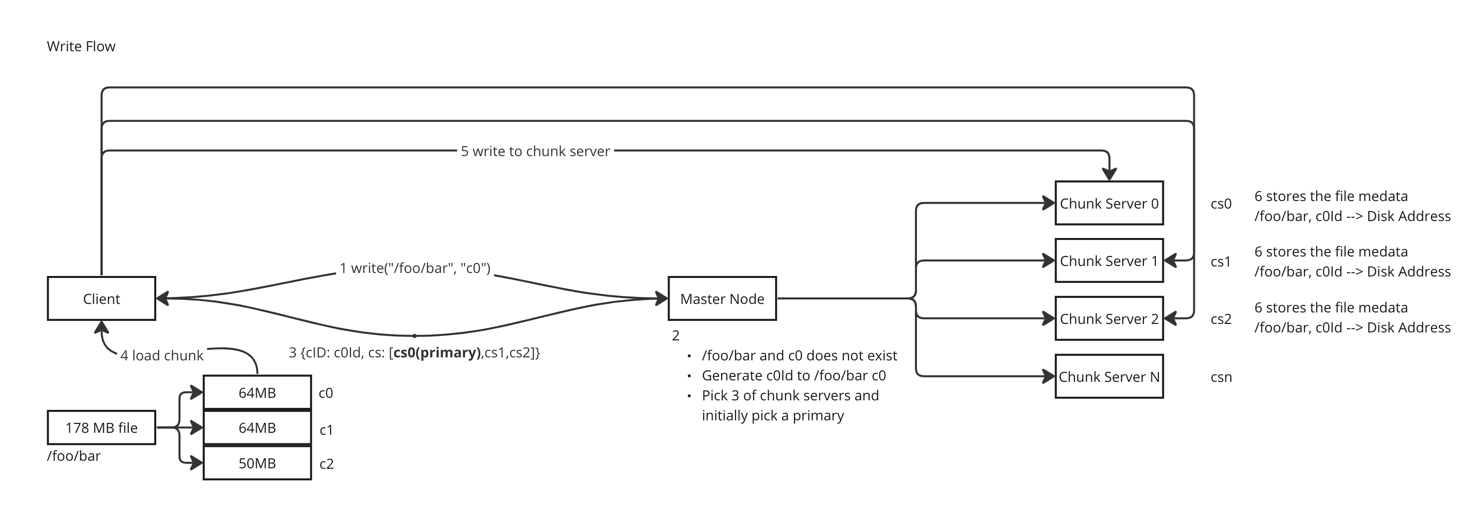 Write Flow
5 write to chunk server
Chunk Server 0
cs0
6 stores the file medata
/foo/bar, c0Id --> Disk Address
Chunk Server 1
cs1
6 stores the file medata
/foo/bar, c0Id --> Disk Address
Client
1 write("/foo/bar", "c0")
Master Node
Chunk Server 2
cs2
6 stores the file medata
/foo/bar, c0Id --> Disk Address
3 {cID: c0Id, cs: [cs0(primary),cs1,cs2]}
2
• /foo/bar and c0 does not exist
• Generate c0Id to /foo/bar c0
• Pick 3 of chunk servers and
initially pick a primary
Chunk Server N
csn
4 load chunk
64MB
c0
178 MB file
/foo/bar
64MB
c1
50MB
c2